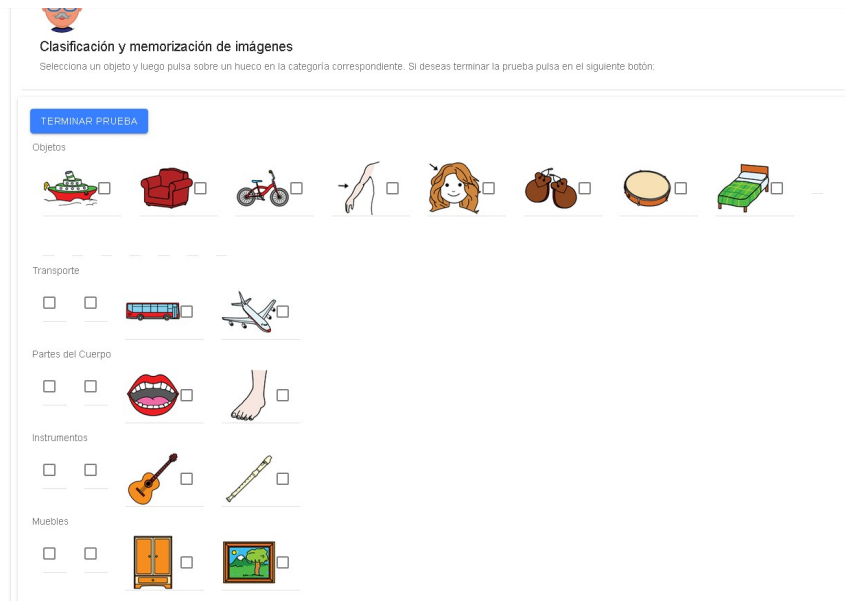 Clasificación y memorización de imágenes
Selecciona un objeto y luego pulsa sobre un hueco en la categoría correspondiente. Si deseas terminar la prueba pulsa en el siguiente botón:
TERMINAR PRUEBA
Objetos
Transporte
Partes del Cuerpo
Instrumentos
Muebles